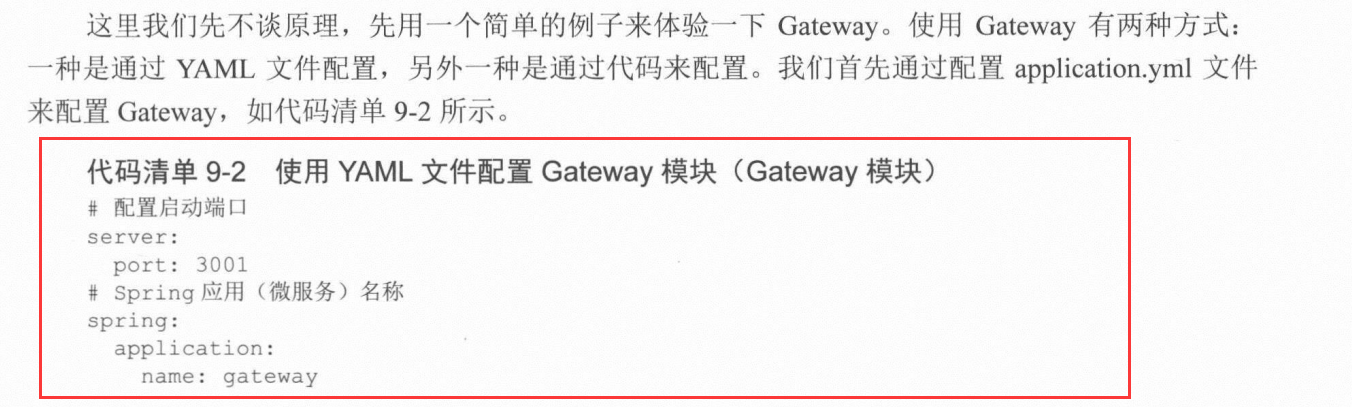 这里我们先不谈原理，先用一个简单的例子来体验一下 Gateway。使用 Gateway 有两种方式：
一种是通过 YAML 文件配置，另外一种是通过代码来配置。我们首先通过配置 application.yml 文件
来配置 Gateway，如代码清单 9-2 所示。
代码清单 9-2 使用 YAML 文件配置 Gateway 模块（Gateway 模块）
# 配置启动端口
server:
  port: 3001
# Spring 应用（微服务）名称
spring:
  application:
    name: gateway